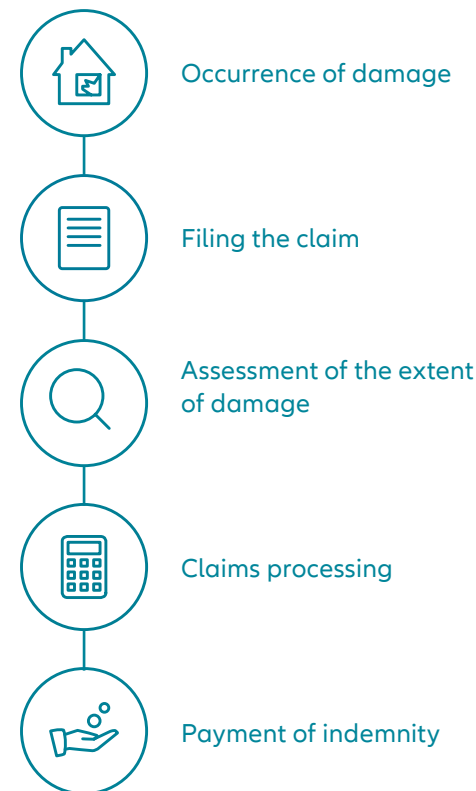 Occurrence of damage
Filing the claim
Assessment of the extent
of damage
Claims processing
Payment of indemnity